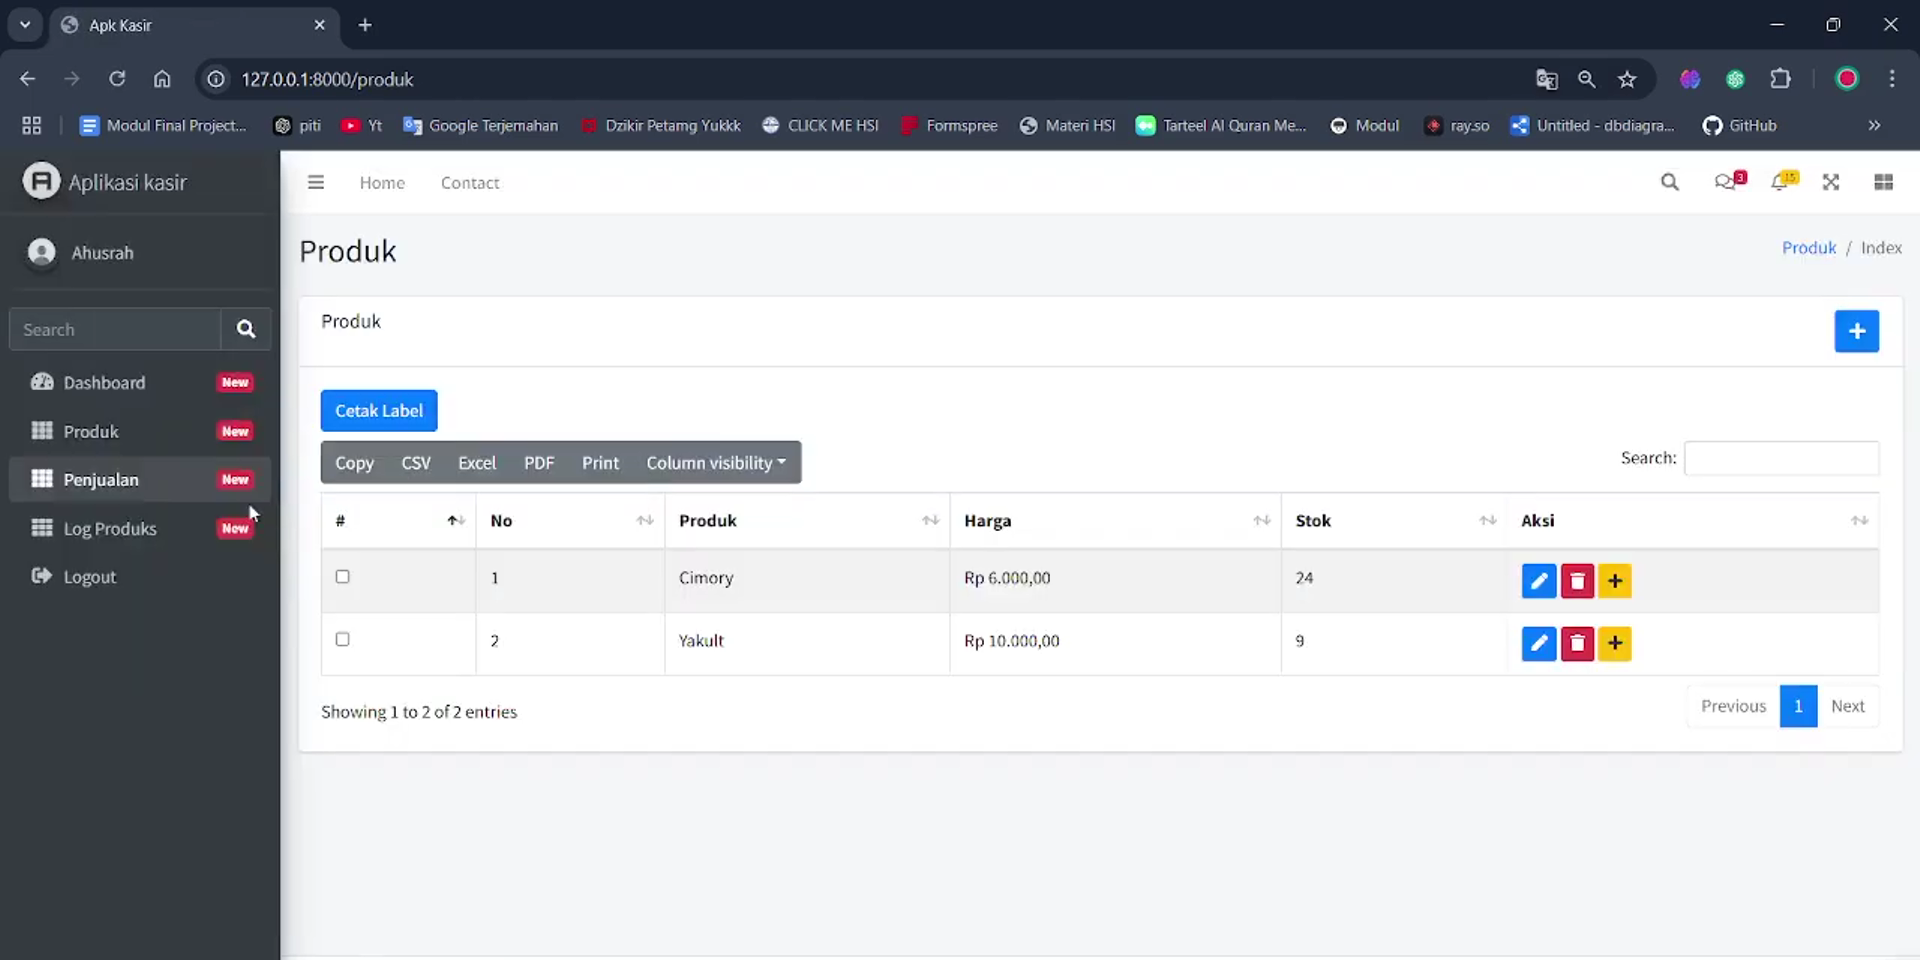 Apk Kasir
127.0.0.1:8000/produk
Modul Final Project... piti Yt Google Terjemahan Dzikir Petamg Yukkk CLICK ME HSI Formspree Materi HSI Tarteel Al Quran Me... Modul ray.so Untitled - dbdiagra... GitHub
Aplikasi kasir
Home Contact 3 15
Ahusrah
Produk
Produk / Index
Search
Produk
Dashboard New
Produk New
Penjualan New
Log Produks New
Logout
Cetak Label
Copy CSV Excel PDF Print Column visibility
Search:
# No Produk Harga Stok Aksi
1 Cimory Rp 6.000,00 24
2 Yakult Rp 10.000,00 9
Showing 1 to 2 of 2 entries
Previous 1 Next